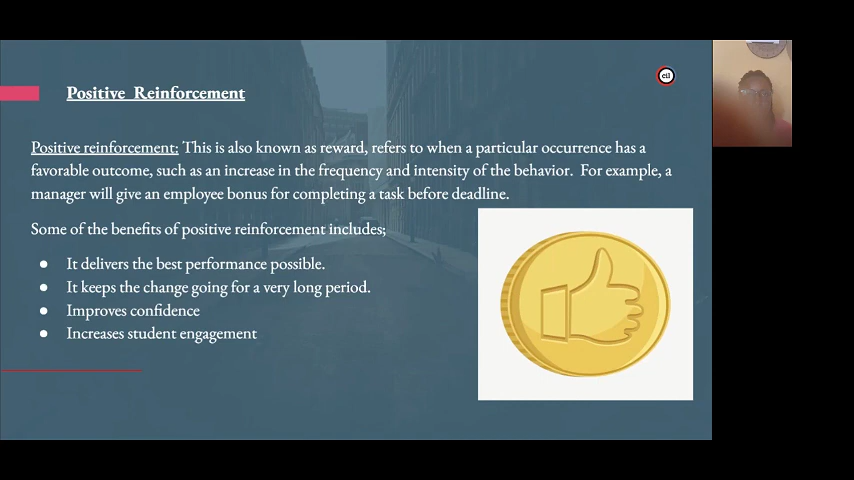 Positive Reinforcement
cil
Positive reinforcement: This is also known as reward, refers to when a particular occurrence has a
favorable outcome, such as an increase in the frequency and intensity of the behavior. For example, a
manager will give an employee bonus for completing a task before deadline.
Some of the benefits of positive reinforcement includes;
● It delivers the best performance possible.
● It keeps the change going for a very long period.
● Improves confidence
● Increases student engagement